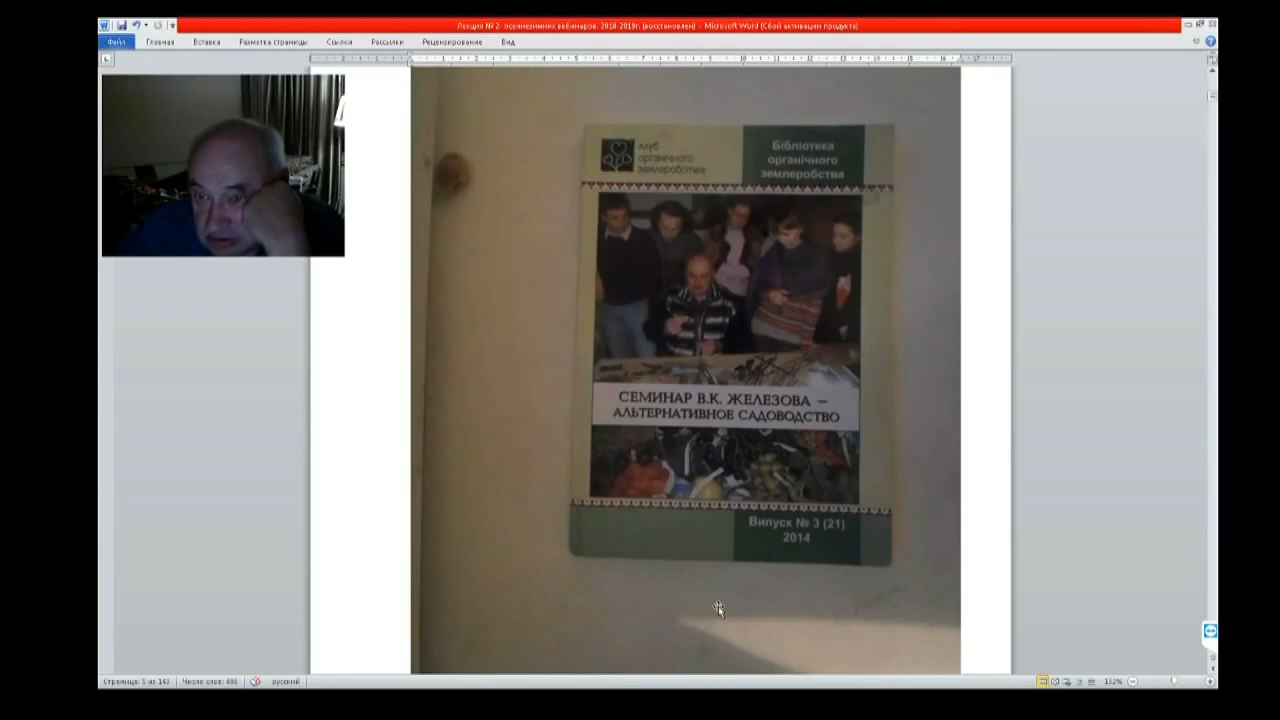 Лекция № 2- осеннезимних вебинаров. 2018-2019г. (восстановлен) - Microsoft Word (Сбой активации продукта)
Файл Главная Вставка Разметка страницы Ссылки Рассылки Рецензирование Вид
клуб
органічного
землеробства
Бібліотека
органічного
землеробства
СЕМИНАР В.К. ЖЕЛЕЗОВА –
АЛЬТЕРНАТИВНОЕ САДОВОДСТВО
Випуск № 3 (21)
2014
Страница: 5 из 143 Число слов: 486 русский 132%